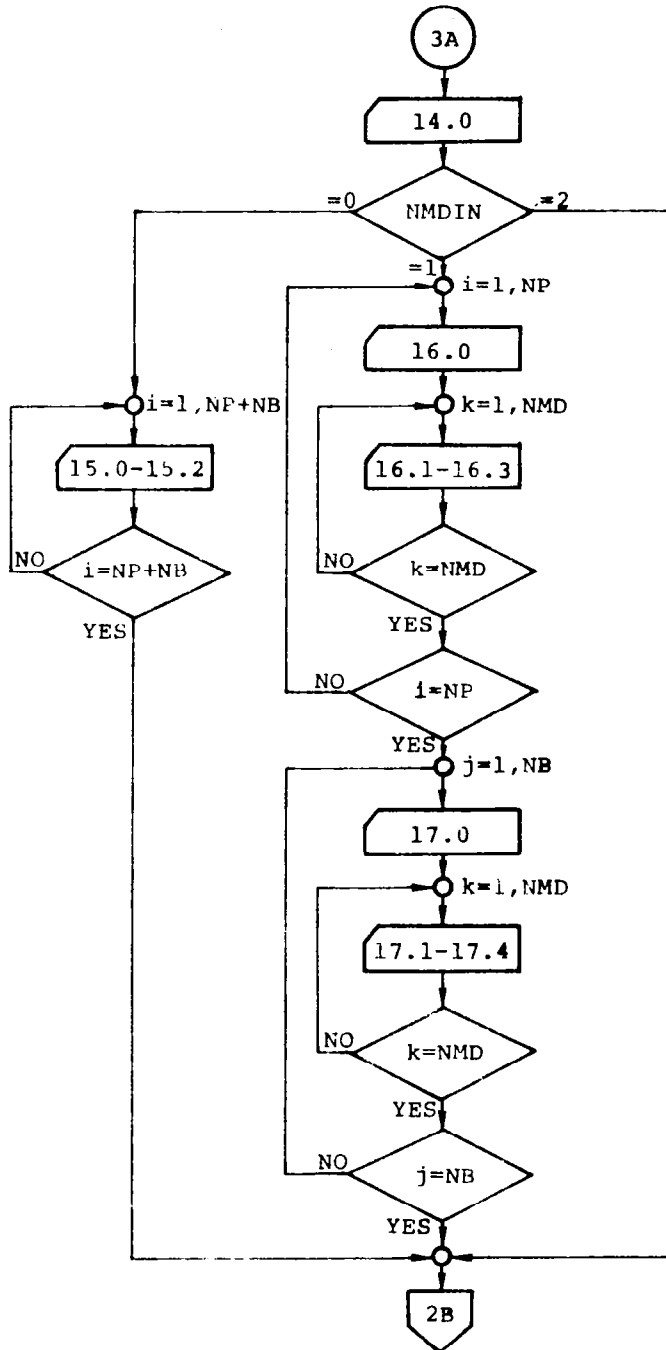 3A
14.0
=0
NMDIN
=2
=1
i=1,NP
16.0
i=1,NP+NB
k=1,NMD
15.0-15.2
16.1-16.3
NO
i=NP+NB
NO
k=NMD
YES
YES
NO
i=NP
YES
j=1,NB
17.0
k=1,NMD
17.1-17.4
NO
k=NMD
YES
NO
j=NB
YES
2B